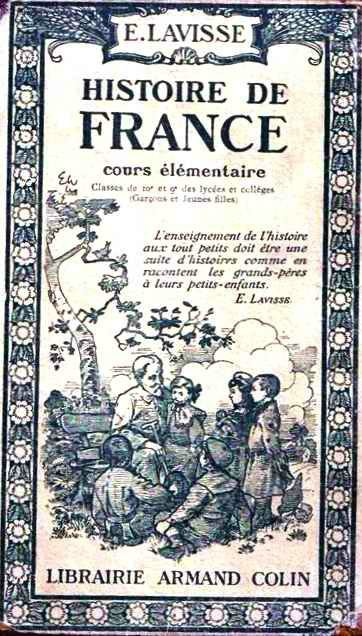 E. LAVISSE
HISTOIRE DE
FRANCE
cours élémentaire
Classes de 10e et 9e des lycées et collèges
(Garçons et Jeunes filles)
L'enseignement de l'histoire
aux tout petits doit être une
suite d'histoires comme en
racontent les grands-pères
à leurs petits-enfants.
E. LAVISSE
LIBRAIRIE ARMAND COLIN